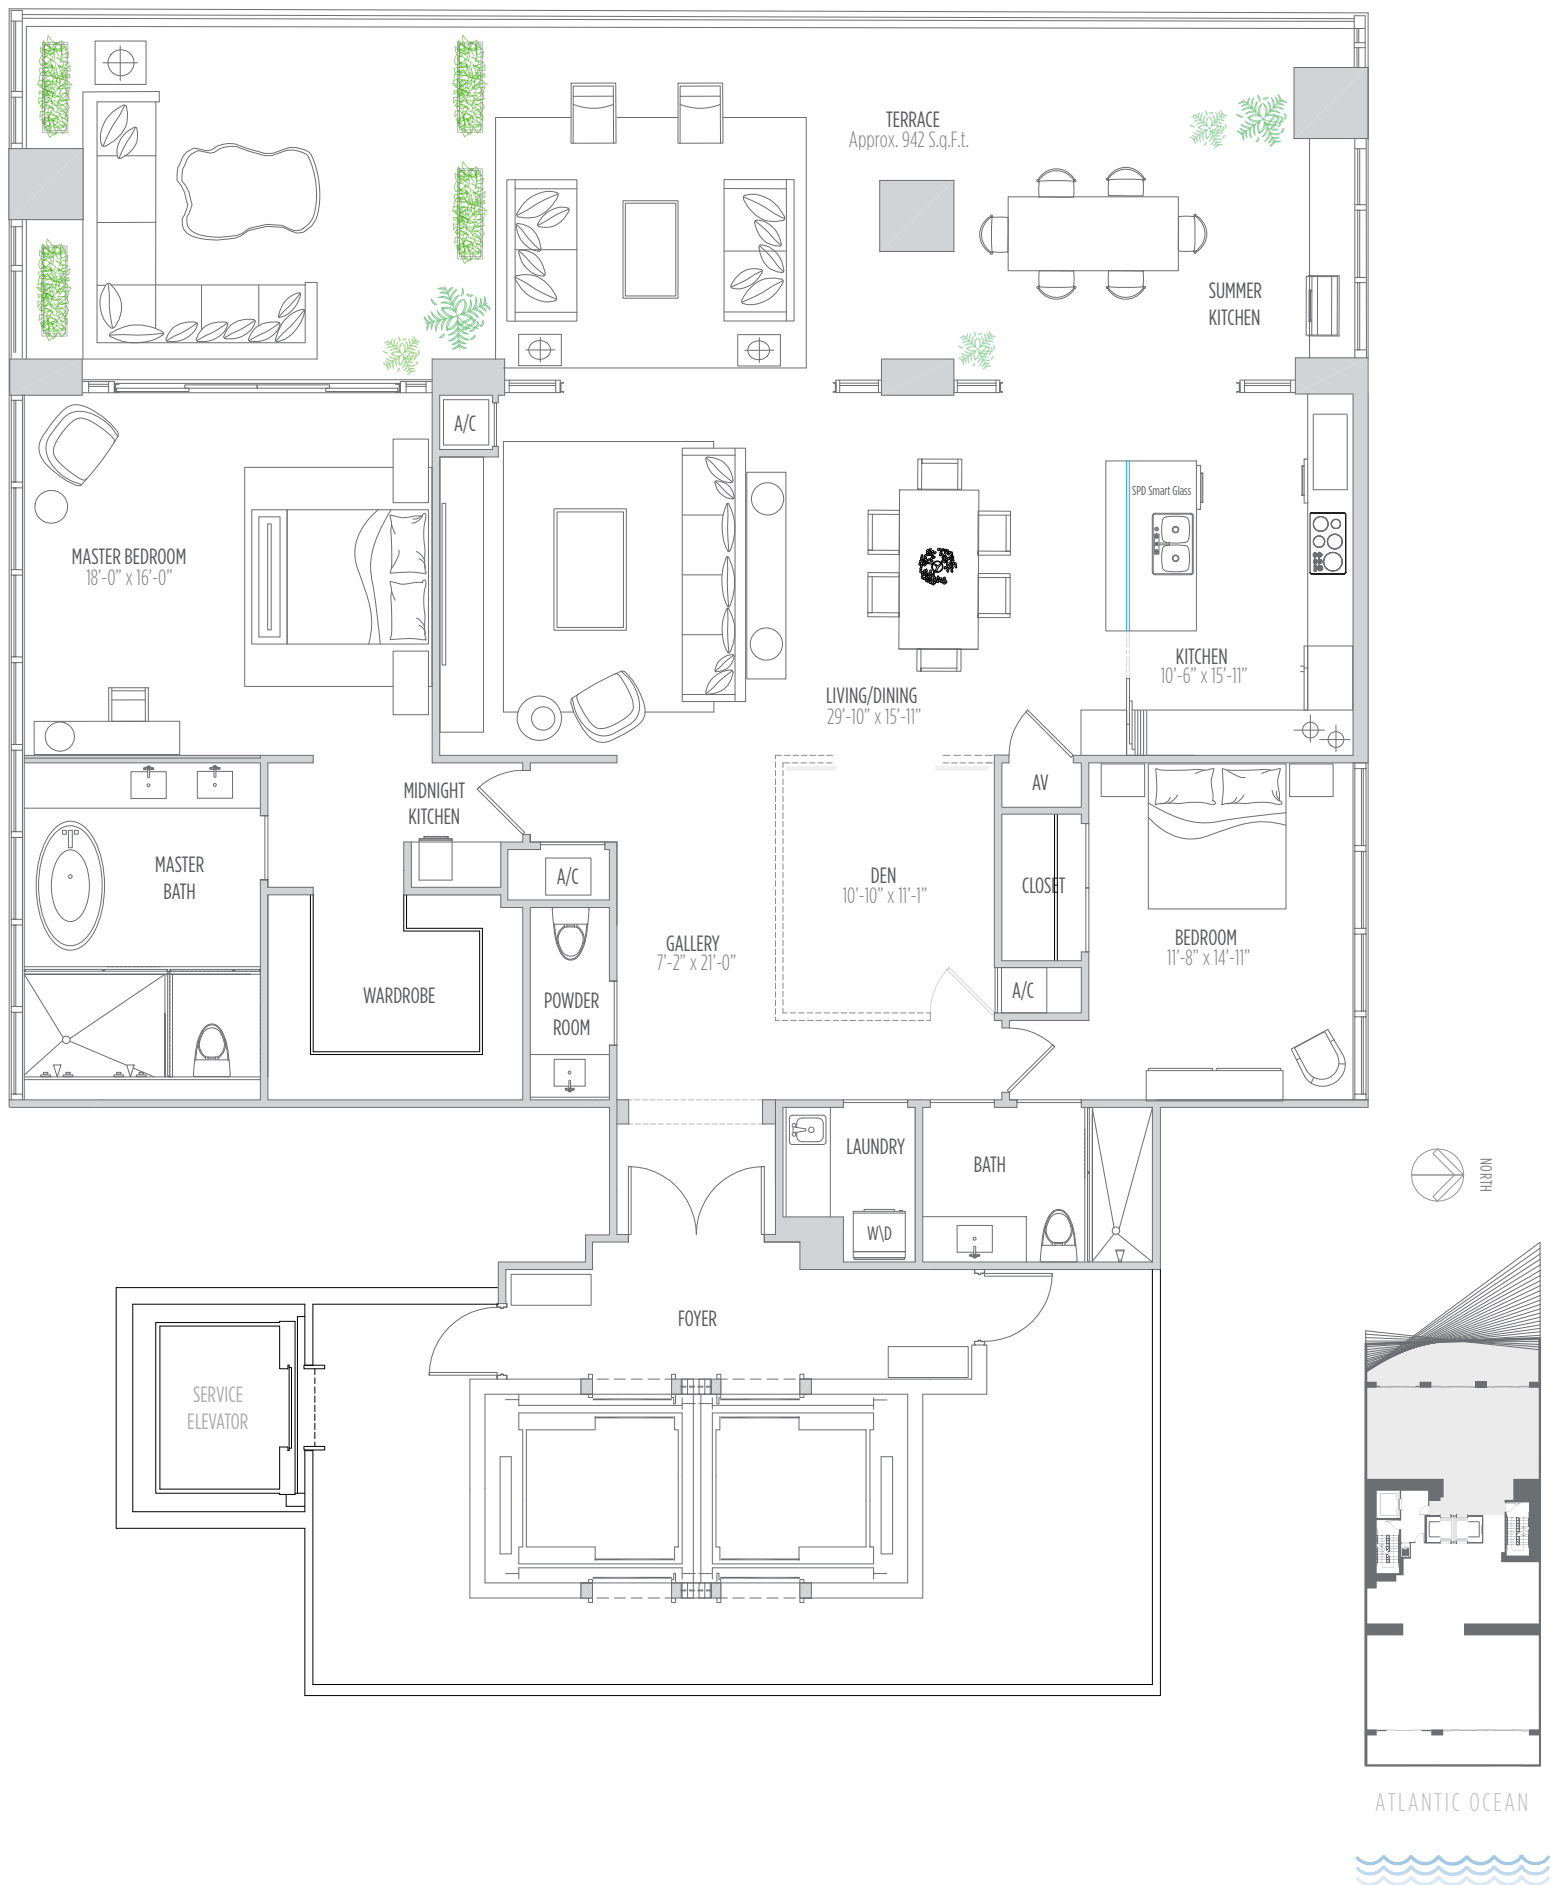 TERRACE
Approx. 942 S.q.F.t.
SUMMER
KITCHEN
A/C
SPD Smart Glass
MASTER BEDROOM
18'-0" x 16'-0"
KITCHEN
10'-6" x 15'-11"
LIVING/DINING
29'-10" x 15'-11"
MIDNIGHT
KITCHEN
AV
MASTER
BATH
A/C
DEN
10'-10" x 11'-1"
CLOSET
GALLERY
7'-2" x 21'-0"
BEDROOM
11'-8" x 14'-11"
WARDROBE
POWDER
ROOM
A/C
LAUNDRY
BATH
NORTH
W\D
FOYER
SERVICE
ELEVATOR
ATLANTIC OCEAN